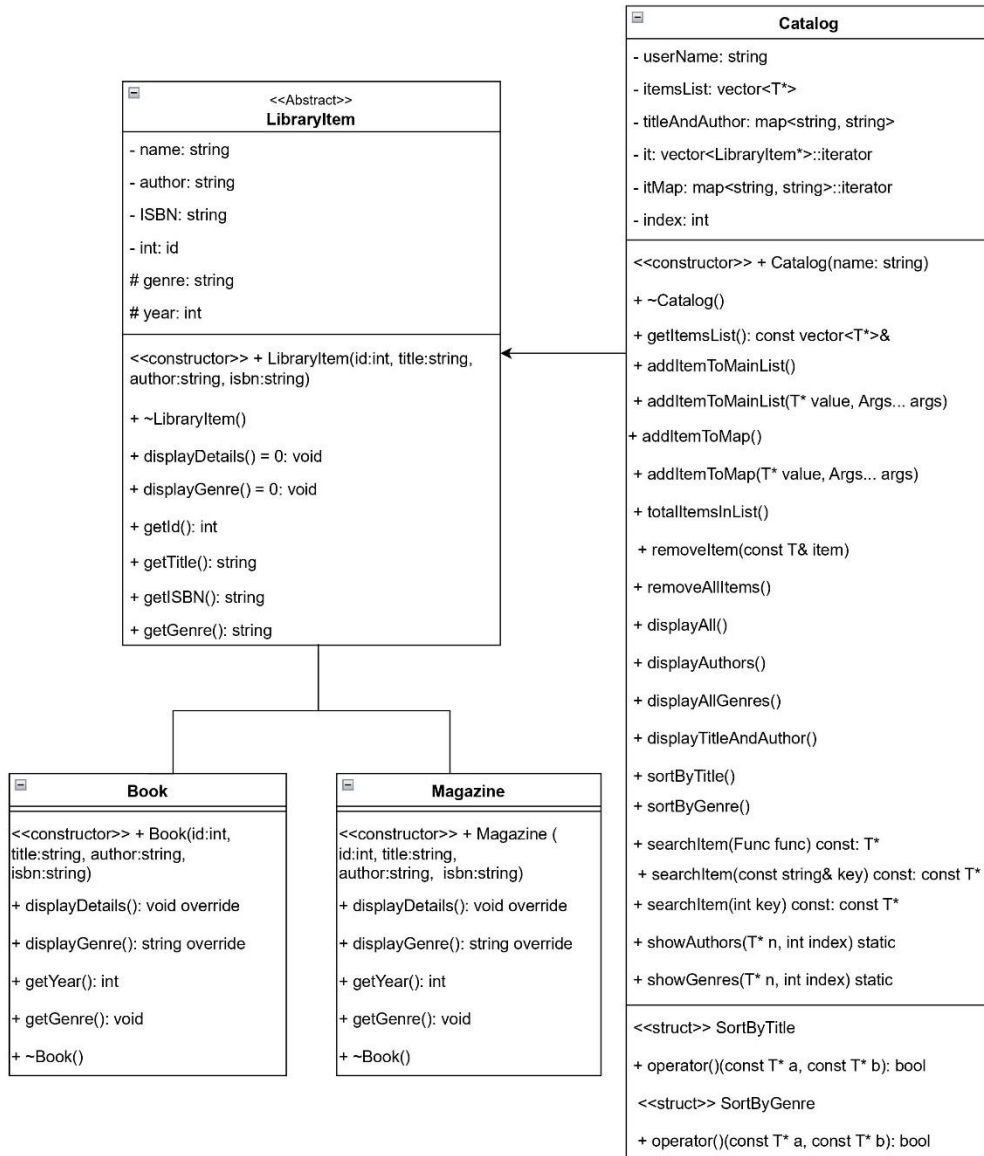 <<Abstract>>
LibraryItem
- name: string
- author: string
- ISBN: string
- int: id
# genre: string
# year: int
<<constructor>> + LibraryItem(id:int, title:string,
author:string, isbn:string)
+ ~LibraryItem()
+ displayDetails() = 0: void
+ displayGenre() = 0: void
+ getId(): int
+ getTitle(): string
+ getISBN(): string
+ getGenre(): string
Book
<<constructor>> + Book(id:int,
title:string, author:string,
isbn:string)
+ displayDetails(): void override
+ displayGenre(): string override
+ getYear(): int
+ getGenre(): void
+ ~Book()
Magazine
<<constructor>> + Magazine (
id:int, title:string,
author:string, isbn:string)
+ displayDetails(): void override
+ displayGenre(): string override
+ getYear(): int
+ getGenre(): void
+ ~Book()
Catalog
- userName: string
- itemsList: vector<T*>
- titleAndAuthor: map<string, string>
- it: vector<LibraryItem*>::iterator
- itMap: map<string, string>::iterator
- index: int
<<constructor>> + Catalog(name: string)
+ ~Catalog()
+ getItemsList(): const vector<T*>&
+ addItemToMainList()
+ addItemToMainList(T* value, Args... args)
+ addItemToMap()
+ addItemToMap(T* value, Args... args)
+ totalItemsInList()
+ removeItem(const T& item)
+ removeAllItems()
+ displayAll()
+ displayAuthors()
+ displayAllGenres()
+ displayTitleAndAuthor()
+ sortByTitle()
+ sortByGenre()
+ searchItem(Func func) const: T*
+ searchItem(const string& key) const: const T*
+ searchItem(int key) const: const T*
+ showAuthors(T* n, int index) static
+ showGenres(T* n, int index) static
<<struct>> SortByTitle
+ operator()(const T* a, const T* b): bool
<<struct>> SortByGenre
+ operator()(const T* a, const T* b): bool